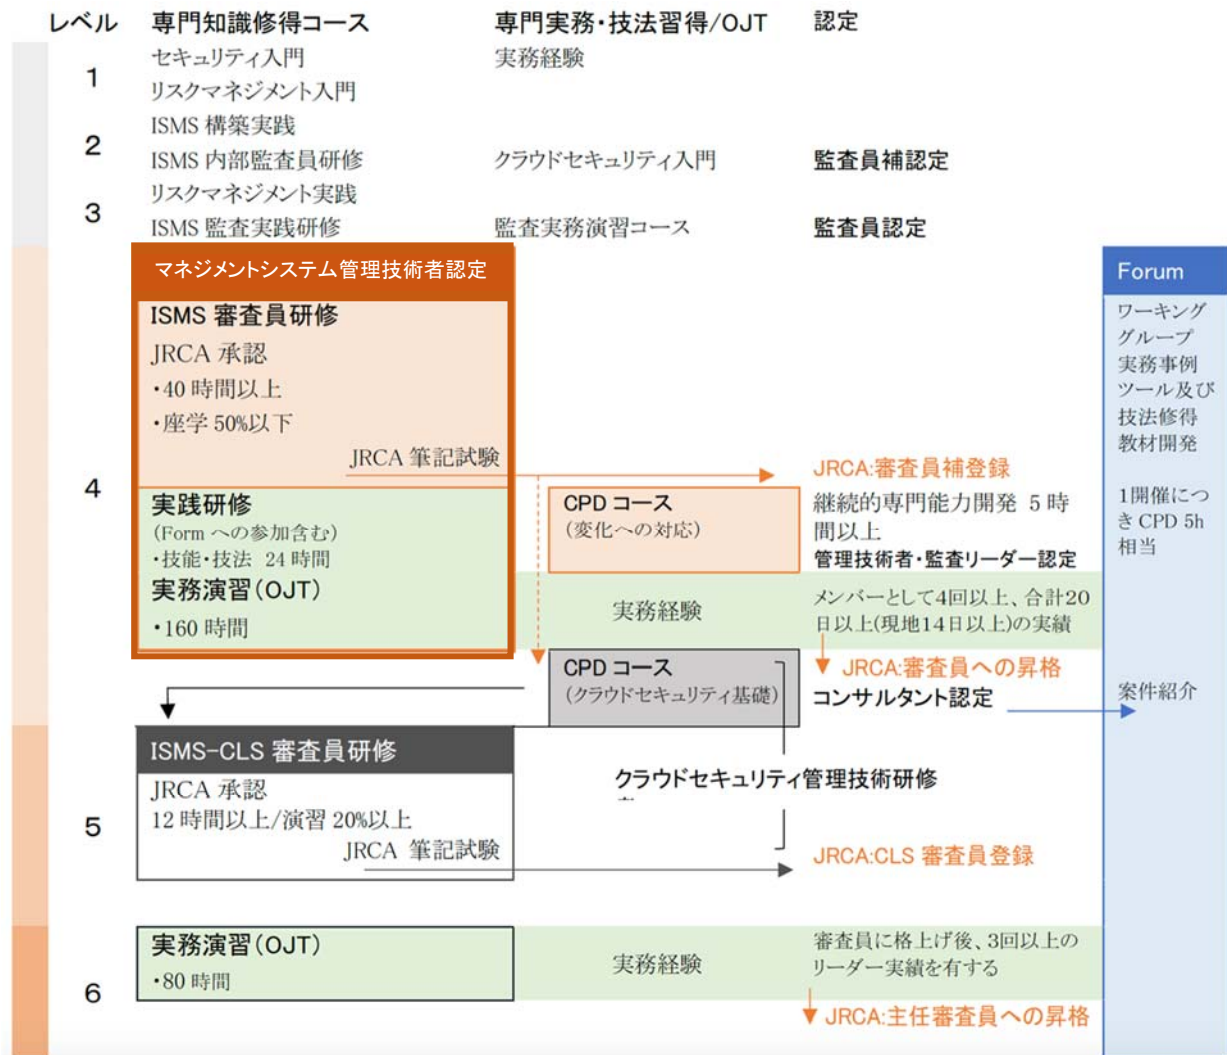 レベル 専門知識修得コース 専門実務・技法習得/OJT 認定
セキュリティ入門 実務経験
1
リスクマネジメント入門
ISMS 構築実践
2
ISMS 内部監査員研修 クラウドセキュリティ入門 監査員補認定
リスクマネジメント実践
3
ISMS 監査実践研修 監査実務演習コース 監査員認定
マネジメントシステム管理技術者認定
ISMS 審査員研修
JRCA 承認
・40 時間以上
・座学 50%以下
JRCA 筆記試験
JRCA:審査員補登録
4
実践研修
(Form への参加含む)
・技能・技法 24 時間
実務演習(OJT)
・160 時間
CPD コース
(変化への対応)
継続的専門能力開発 5 時
間以上
管理技術者・監査リーダー認定
実務経験
メンバーとして4回以上、合計20
日以上(現地14日以上)の実績
JRCA:審査員への昇格
CPD コース
(クラウドセキュリティ基礎)
コンサルタント認定
ISMS-CLS 審査員研修
JRCA 承認
12 時間以上/演習 20%以上
JRCA 筆記試験
クラウドセキュリティ管理技術研修
5
JRCA:CLS 審査員登録
実務演習(OJT)
・80 時間
実務経験
審査員に格上げ後、3回以上の
リーダー実績を有する
6
JRCA:主任審査員への昇格
Forum
ワーキング
グループ
実務事例
ツール及び
技法修得
教材開発
1開催につ
き CPD 5h
相当
案件紹介